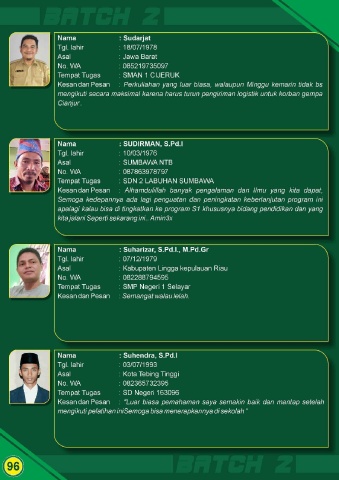 BATCH 2
Nama : Sudarjat
Tgl. lahir : 18/07/1978
Asal : Jawa Barat
No. WA : 085219735097
Tempat Tugas : SMAN 1 CIJERUK
Kesan dan Pesan : Perkuliahan yang luar biasa, walaupun Minggu kemarin tidak bs
mengikuti secara maksimal karena harus turun pengiriman logistik untuk korban gempa
Cianjur.
Nama : SUDIRMAN, S.Pd.I
Tgl. lahir : 10/03/1976
Asal : SUMBAWA NTB
No. WA : 087863978797
Tempat Tugas : SDN 2 LABUHAN SUMBAWA
Kesan dan Pesan : Alhamdulillah banyak pengalaman dan ilmu yang kita dapat,
Semoga kedepannya ada lagi penguatan dan peningkatan keberlanjutan program ini
apalagi kalau bisa di tingkatkan ke program S1 khususnya bidang pendidikan dan yang
kita jalani Seperti sekarang ini.. Amin3x
Nama : Suharizar, S.Pd.I., M.Pd.Gr
Tgl. lahir : 07/12/1979
Asal : Kabupaten Lingga kepulauan Riau
No. WA : 082288794595
Tempat Tugas : SMP Negeri 1 Selayar
Kesan dan Pesan : Semangat walau lelah.
Nama : Suhendra, S.Pd.I
Tgl. lahir : 03/07/1993
Asal : Kota Tebing Tinggi
No. WA : 082365732395
Tempat Tugas : SD Negeri 163096
Kesan dan Pesan : "Luar biasa pemahaman saya semakin baik dan mantap setelah
mengikuti pelatihan ini Semoga bisa menerapkannya di sekolah "
96
BATCH 2